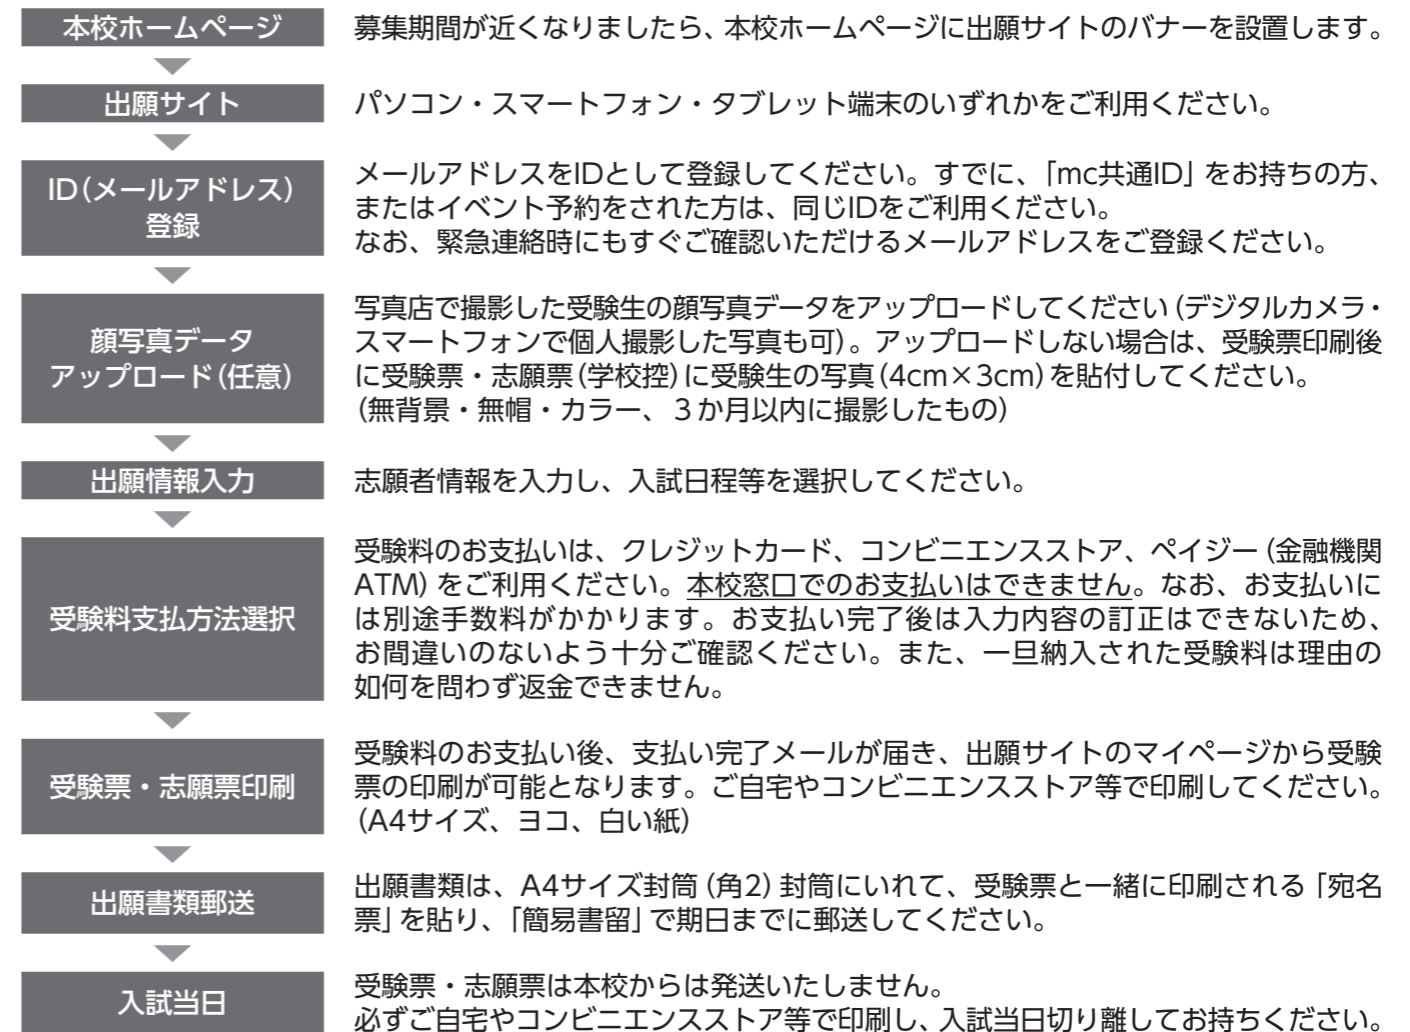 本校ホームページ
募集期間が近くなりましたら、本校ホームページに出願サイトのバナーを設置します。
出願サイト
パソコン・スマートフォン・タブレット端末のいずれかをご利用ください。
ID（メールアドレス）
登録
メールアドレスをIDとして登録してください。すでに、「mc共通ID」をお持ちの方、
またはイベント予約をされた方は、同じIDをご利用ください。
なお、緊急連絡時にもすぐご確認いただけるメールアドレスをご登録ください。
顔写真データ
アップロード（任意）
写真店で撮影した受験生の顔写真データをアップロードしてください（デジタルカメラ・
スマートフォンで個人撮影した写真も可）。アップロードしない場合は、受験票印刷後
に受験票・志願票（学校控）に受験生の写真（4cm×3cm）を貼付してください。
（無背景・無帽・カラー、３か月以内に撮影したもの）
出願情報入力
志願者情報を入力し、入試日程等を選択してください。
受験料支払方法選択
受験料のお支払いは、クレジットカード、コンビニエンスストア、ペイジー（金融機関
ATM）をご利用ください。本校窓口でのお支払いはできません。なお、お支払いに
は別途手数料がかかります。お支払い完了後は入力内容の訂正はできないため、
お間違いのないよう十分ご確認ください。また、一旦納入された受験料は理由の
如何を問わず返金できません。
受験票・志願票印刷
受験料のお支払い後、支払い完了メールが届き、出願サイトのマイページから受験
票の印刷が可能となります。ご自宅やコンビニエンスストア等で印刷してください。
（A4サイズ、ヨコ、白い紙）
出願書類郵送
出願書類は、A4サイズ封筒（角2）封筒にいれて、受験票と一緒に印刷される「宛名
票」を貼り、「簡易書留」で期日までに郵送してください。
入試当日
受験票・志願票は本校からは発送いたしません。
必ずご自宅やコンビニエンスストア等で印刷し、入試当日切り離してお持ちください。